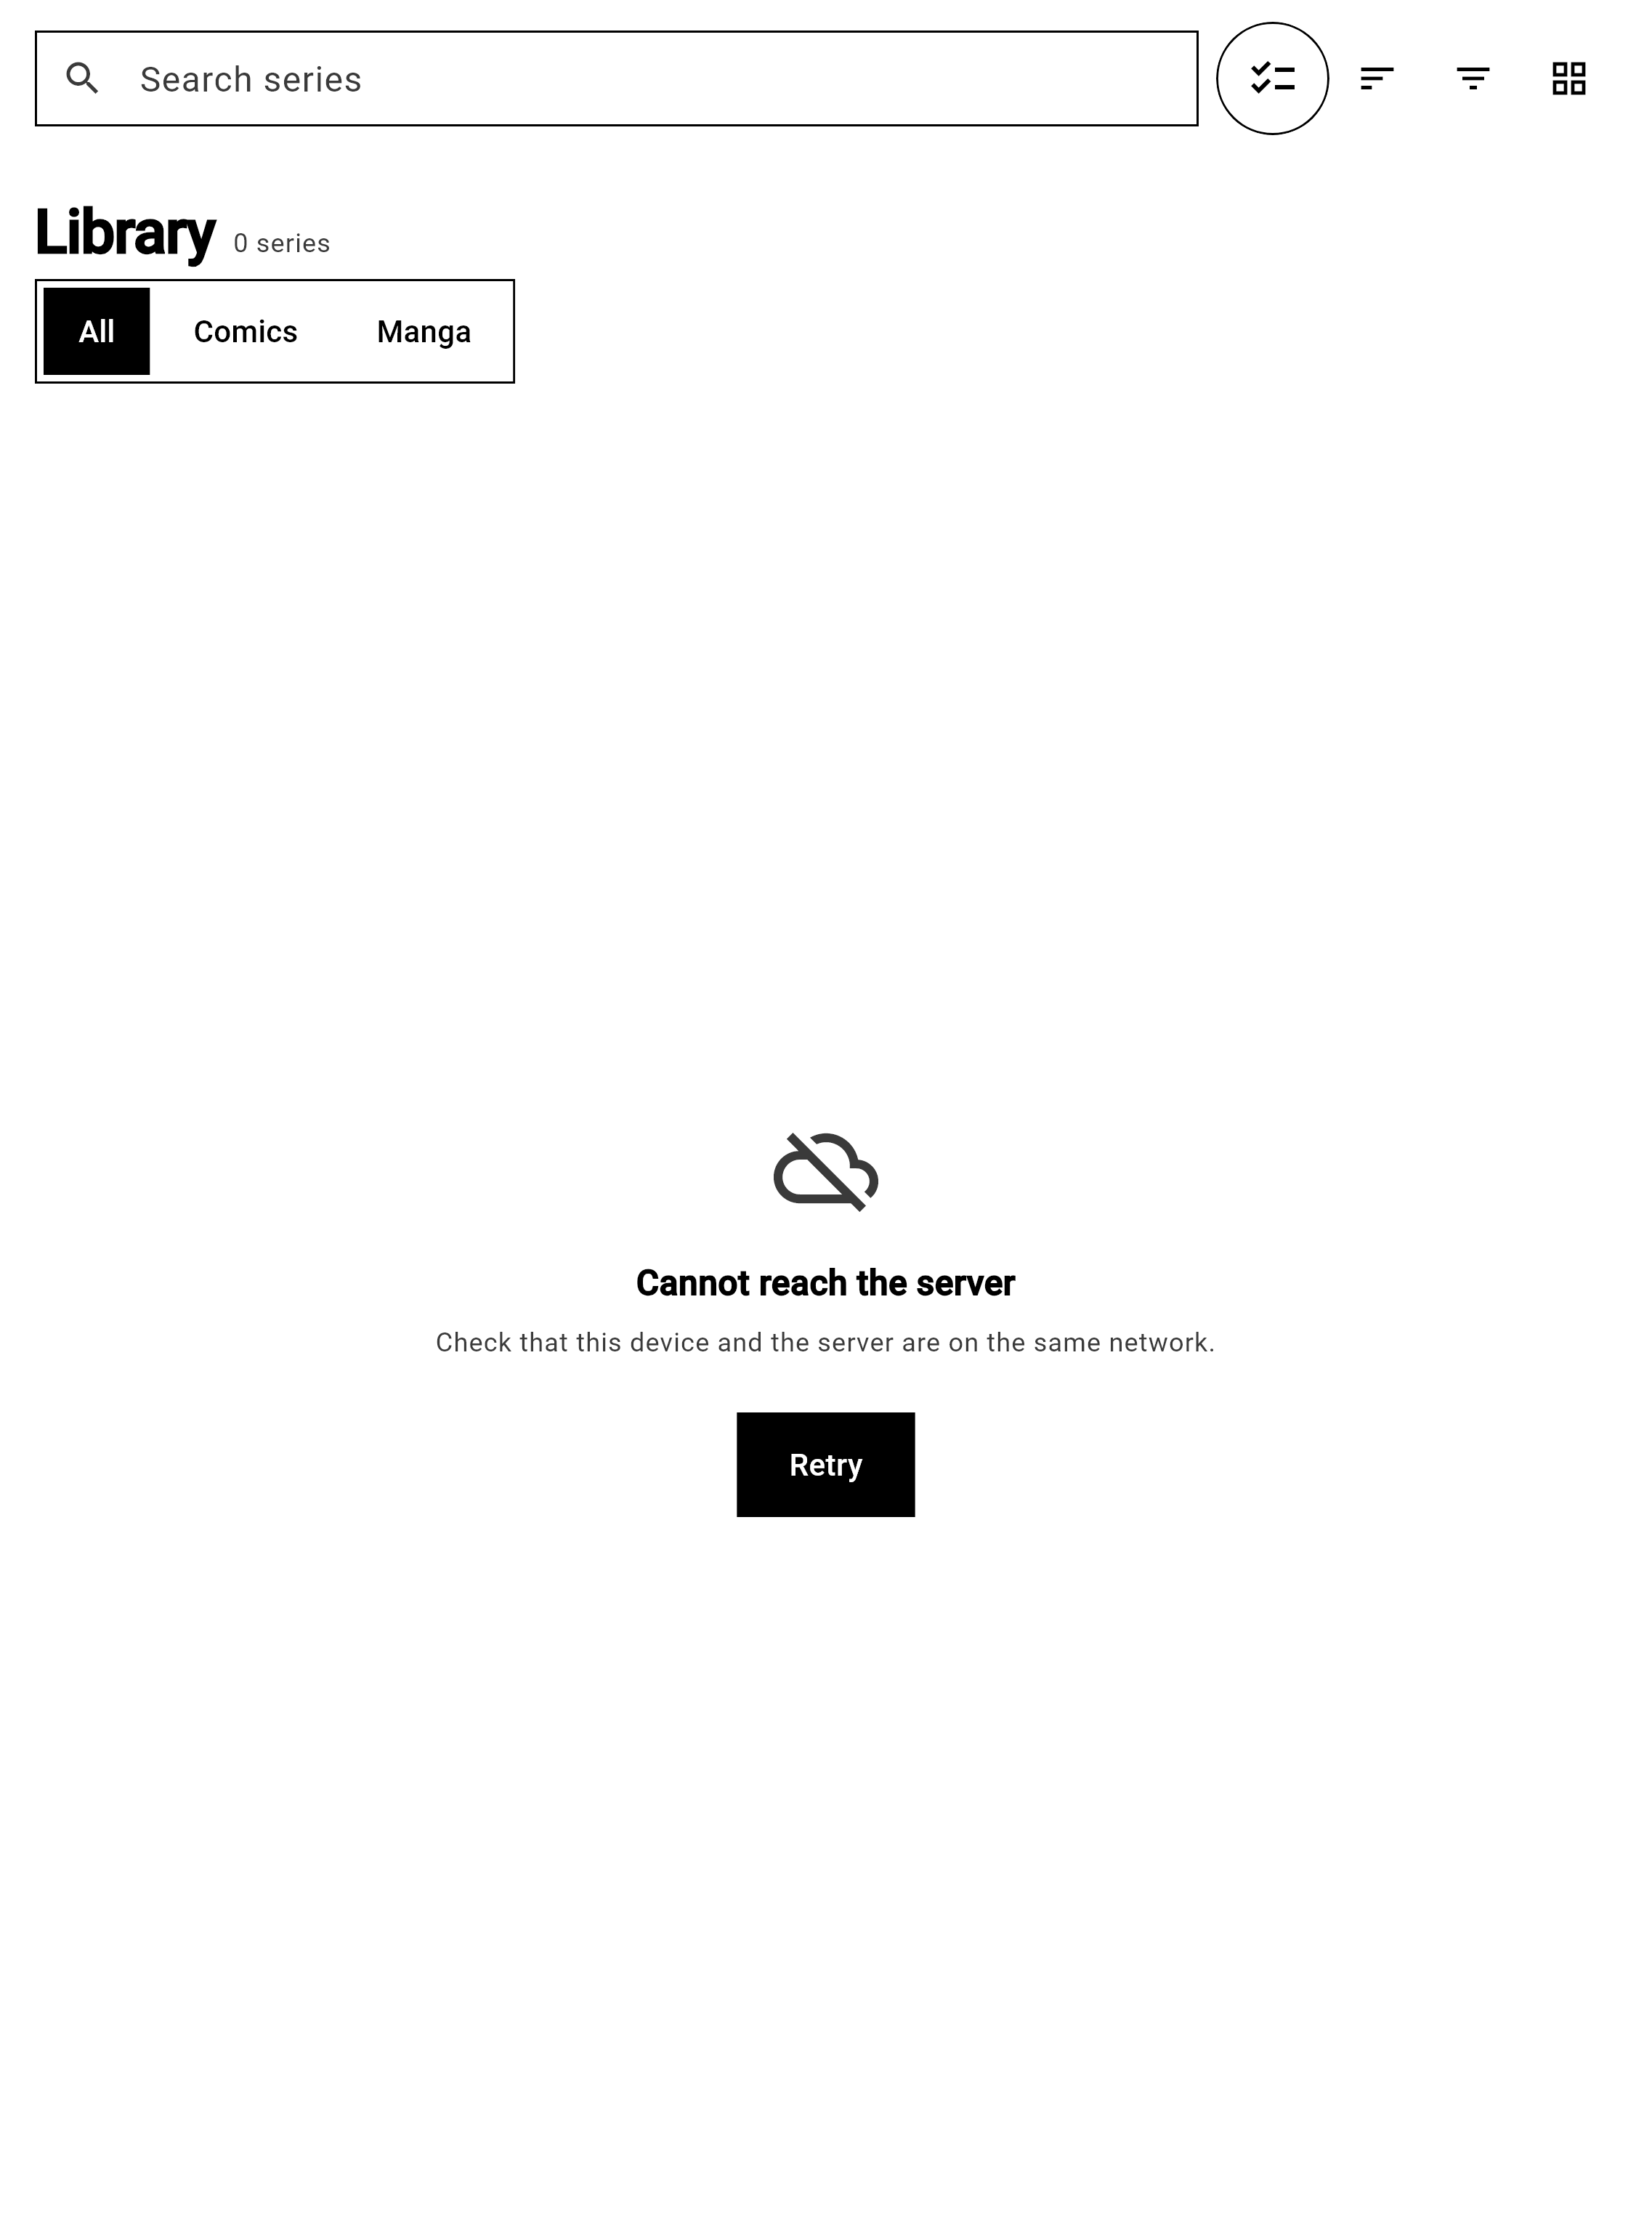 Search series
Library 0 series
All Comics Manga
Cannot reach the server
Check that this device and the server are on the same network.
Retry